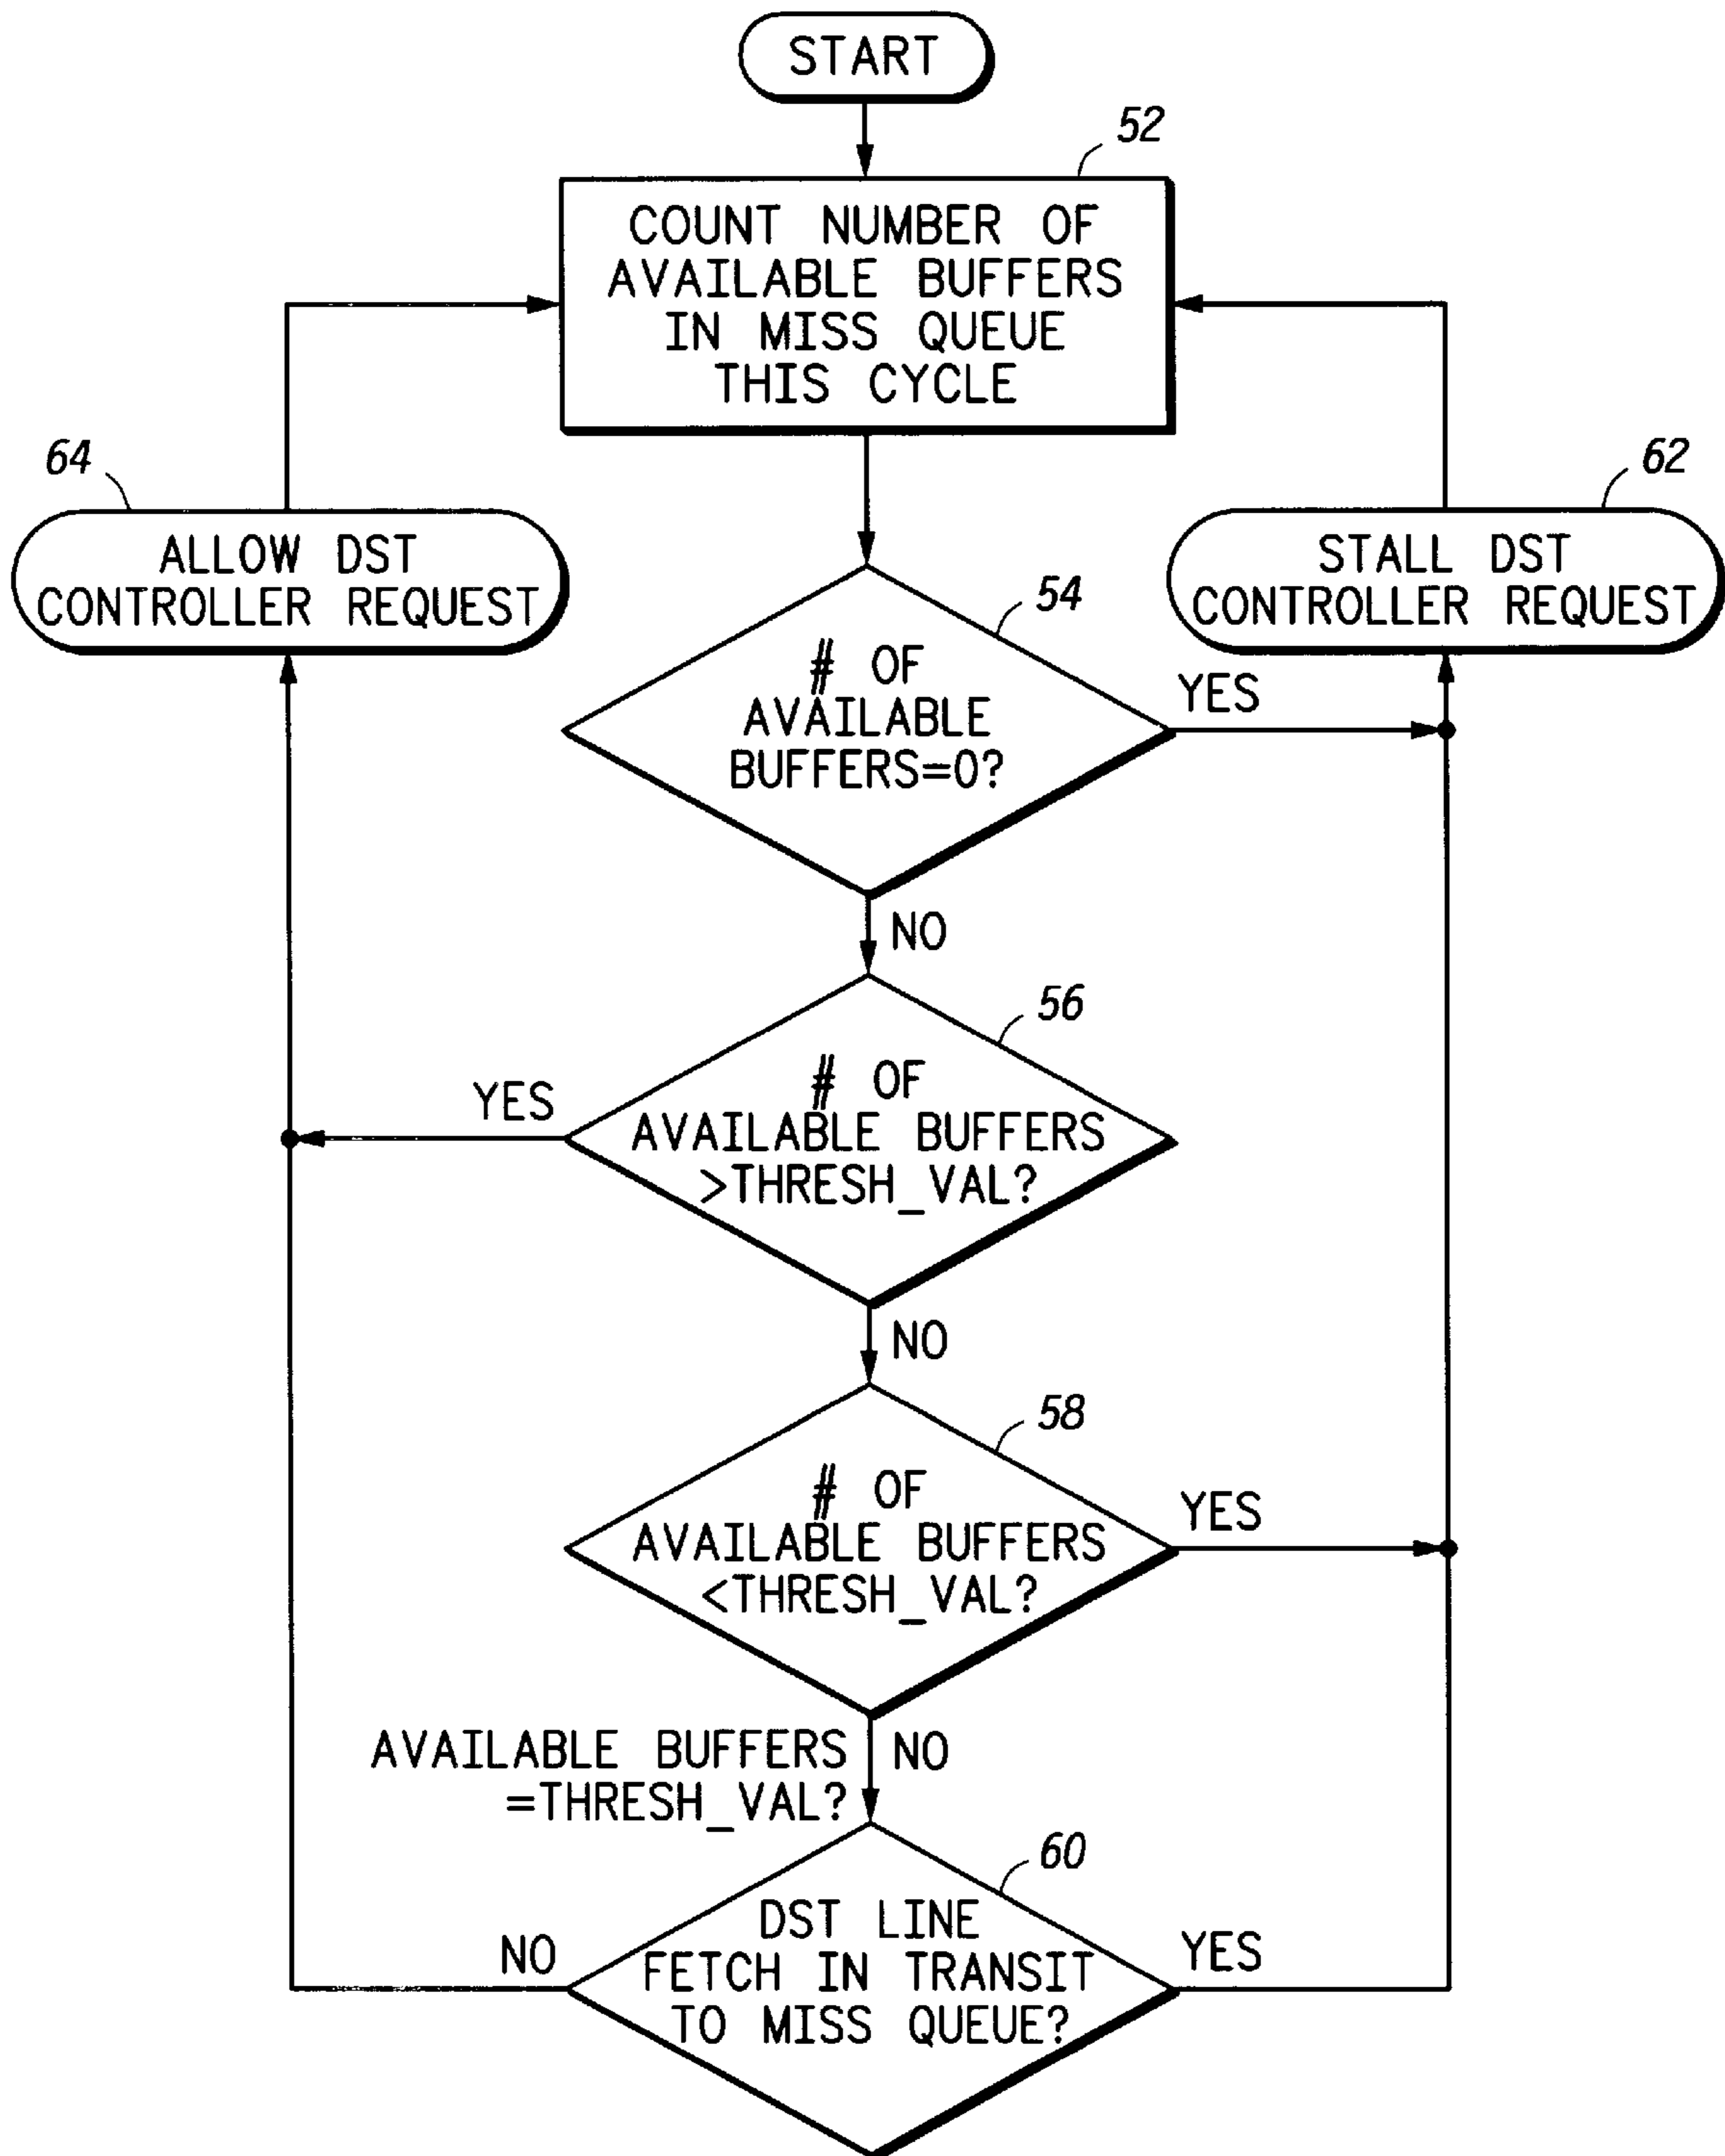 START
52
COUNT NUMBER OF
AVAILABLE BUFFERS
IN MISS QUEUE
THIS CYCLE
64
ALLOW DST
CONTROLLER REQUEST
62
STALL DST
CONTROLLER REQUEST
54
# OF
AVAILABLE
BUFFERS=0?
YES
NO
56
# OF
AVAILABLE BUFFERS
>THRESH_VAL?
YES
NO
58
# OF
AVAILABLE BUFFERS
<THRESH_VAL?
YES
AVAILABLE BUFFERS
=THRESH_VAL?
NO
60
DST LINE
FETCH IN TRANSIT
TO MISS QUEUE?
NO
YES